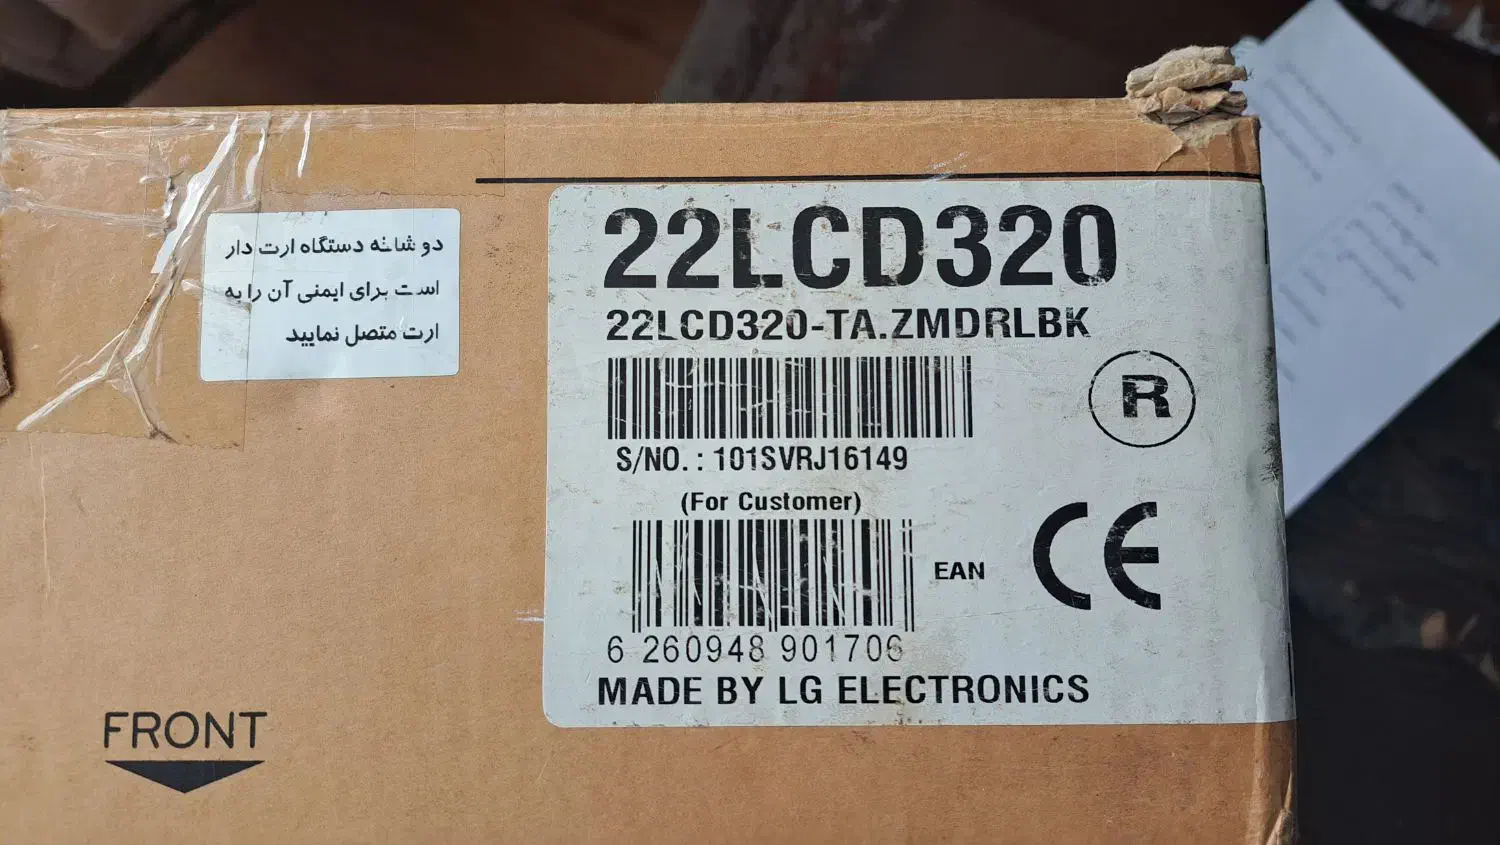 دو شاخه دستگاه ارت دار
است برای ایمنی آن را به
ارت متصل نمایید
22LCD320
22LCD320-TA.ZMDRLBK
R
S/NO. : 101SVRJ16149
(For Customer)
EAN
CE
6 260948 901706
MADE BY LG ELECTRONICS
FRONT